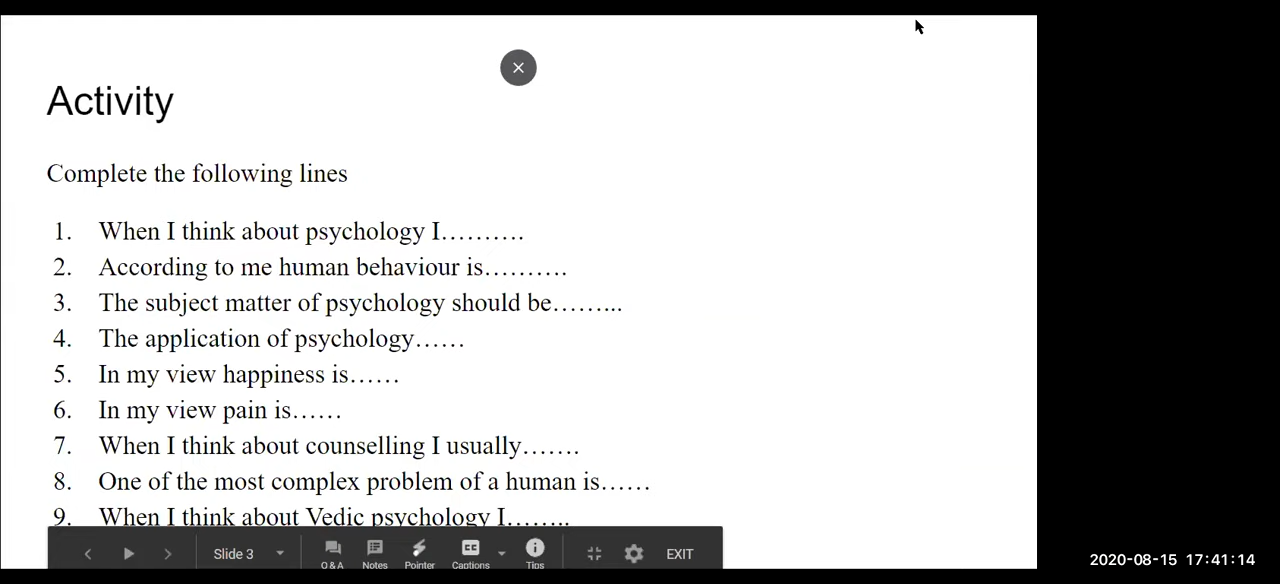 Activity
Complete the following lines
1. When I think about psychology I……….
2. According to me human behaviour is……….
3. The subject matter of psychology should be……...
4. The application of psychology……
5. In my view happiness is……
6. In my view pain is……
7. When I think about counselling I usually…….
8. One of the most complex problem of a human is……
9. When I think about Vedic psychology I……..
Slide 3
Q & A Notes Pointer Captions Tips
EXIT
2020-08-15 17:41:14